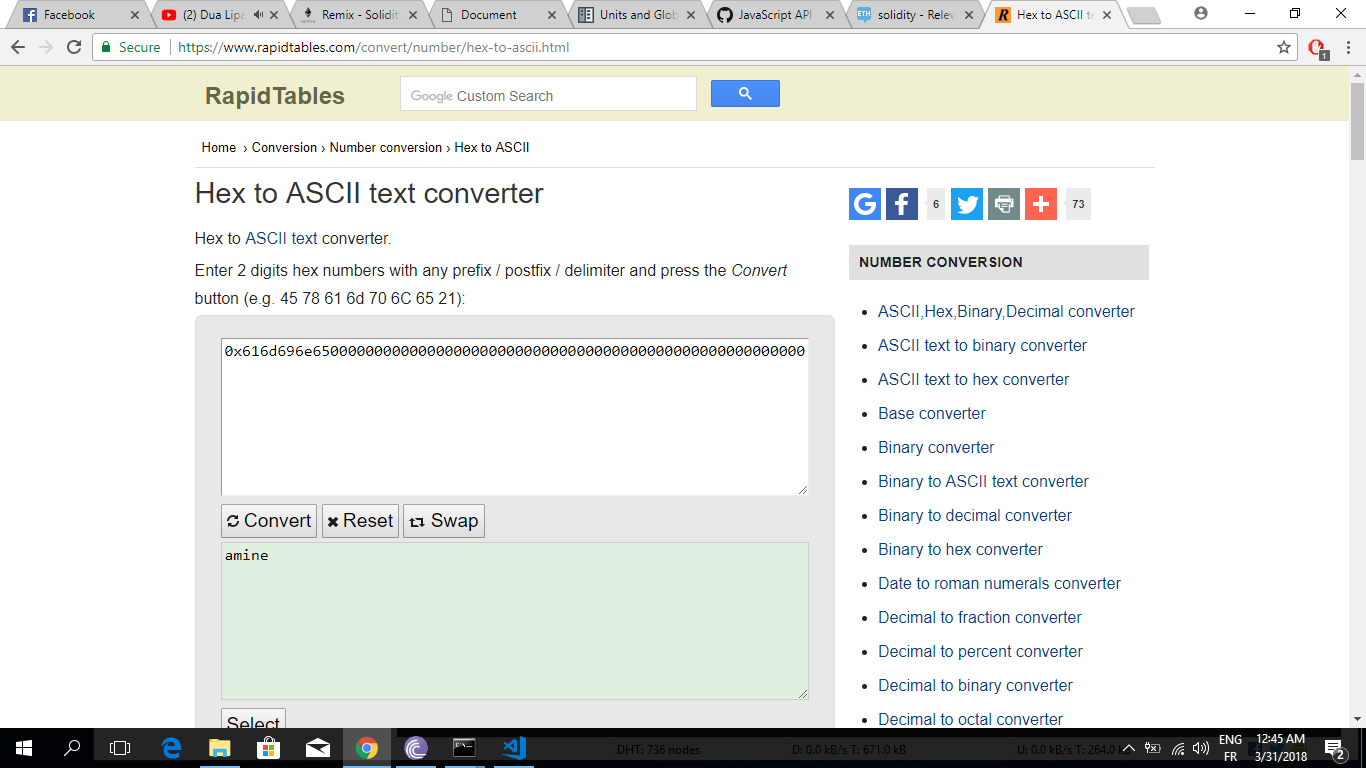 Facebook
(2) Dua Lipa
Remix - Solidity
Document
Units and Glob
JavaScript API
solidity - Relev
Hex to ASCII te
Secure https://www.rapidtables.com/convert/number/hex-to-ascii.html
1
RapidTables
Google Custom Search
Home › Conversion › Number conversion › Hex to ASCII
Hex to ASCII text converter
Hex to ASCII text converter.
Enter 2 digits hex numbers with any prefix / postfix / delimiter and press the Convert
button (e.g. 45 78 61 6d 70 6C 65 21):
0x616d696e65000000000000000000000000000000000000000000000000000000
Convert Reset Swap
amine
Select
6
73
NUMBER CONVERSION
ASCII,Hex,Binary,Decimal converter
ASCII text to binary converter
ASCII text to hex converter
Base converter
Binary converter
Binary to ASCII text converter
Binary to decimal converter
Binary to hex converter
Date to roman numerals converter
Decimal to fraction converter
Decimal to percent converter
Decimal to binary converter
Decimal to octal converter
DHT: 736 nodes
D: 0.0 kB/s T: 671.0 kB
U: 0.0 kB/s T: 264.0
ENG
FR
12:45 AM
3/31/2018
2